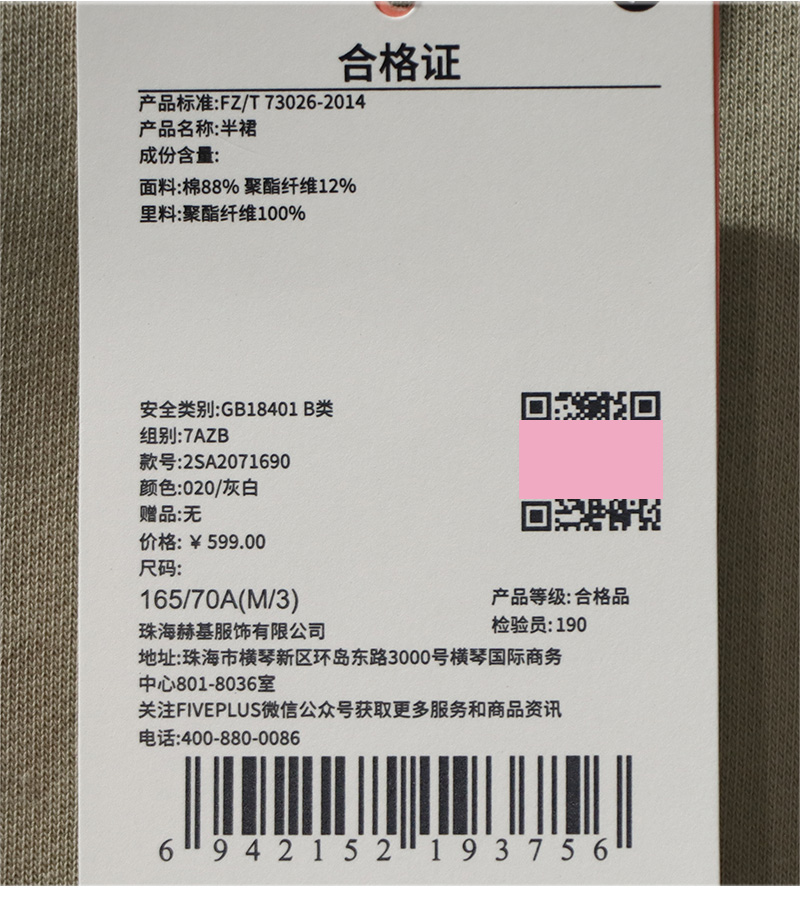 合格证
产品标准:FZ/T 73026-2014
产品名称:半裙
成份含量:
面料:棉88% 聚酯纤维12%
里料:聚酯纤维100%
安全类别:GB18401 B类
组别:7AZB
款号:2SA2071690
颜色:020/灰白
赠品:无
价格:￥599.00
尺码:
165/70A(M/3)
产品等级:合格品
检验员:190
珠海赫基服饰有限公司
地址:珠海市横琴新区环岛东路3000号横琴国际商务
中心801-8036室
关注FIVEPLUS微信公众号获取更多服务和商品资讯
电话:400-880-0086
6 942152 193756